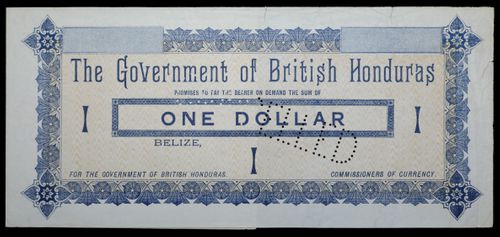 The Government of British Honduras
PROMISES TO PAY THE BEARER ON DEMAND THE SUM OF
I ONE DOLLAR I
BELIZE,
I
FOR THE GOVERNMENT OF BRITISH HONDURAS. COMMISSIONERS OF CURRENCY.